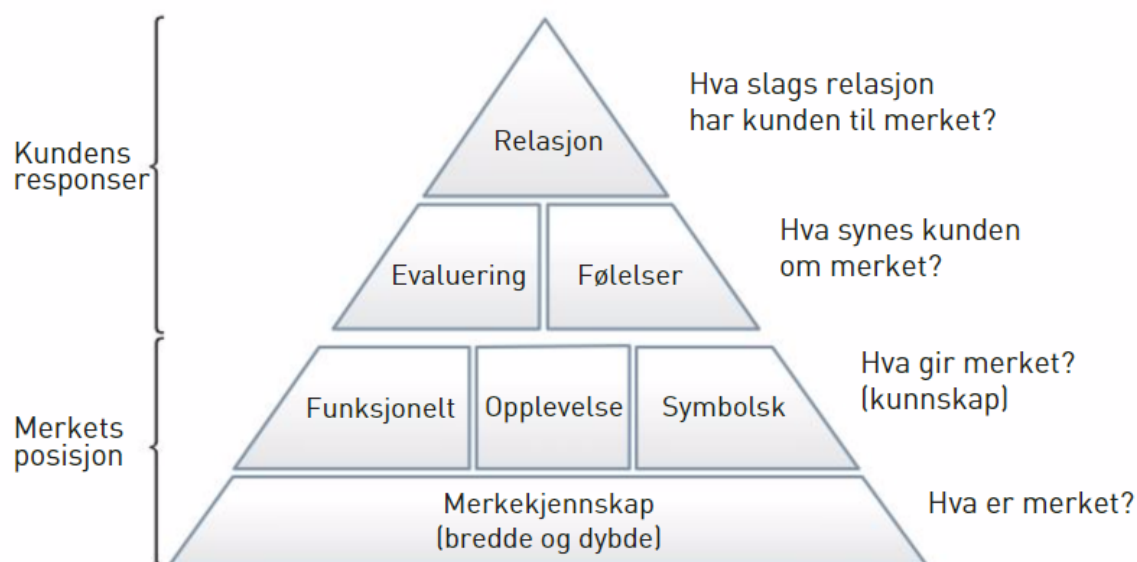 Hva slags relasjon
har kunden til merket?
Relasjon
Kundens
responser
Hva synes kunden
om merket?
Evaluering
Følelser
Hva gir merket?
(kunnskap)
Funksjonelt
Opplevelse
Symbolsk
Merkets
posisjon
Merkekjennskap
(bredde og dybde)
Hva er merket?